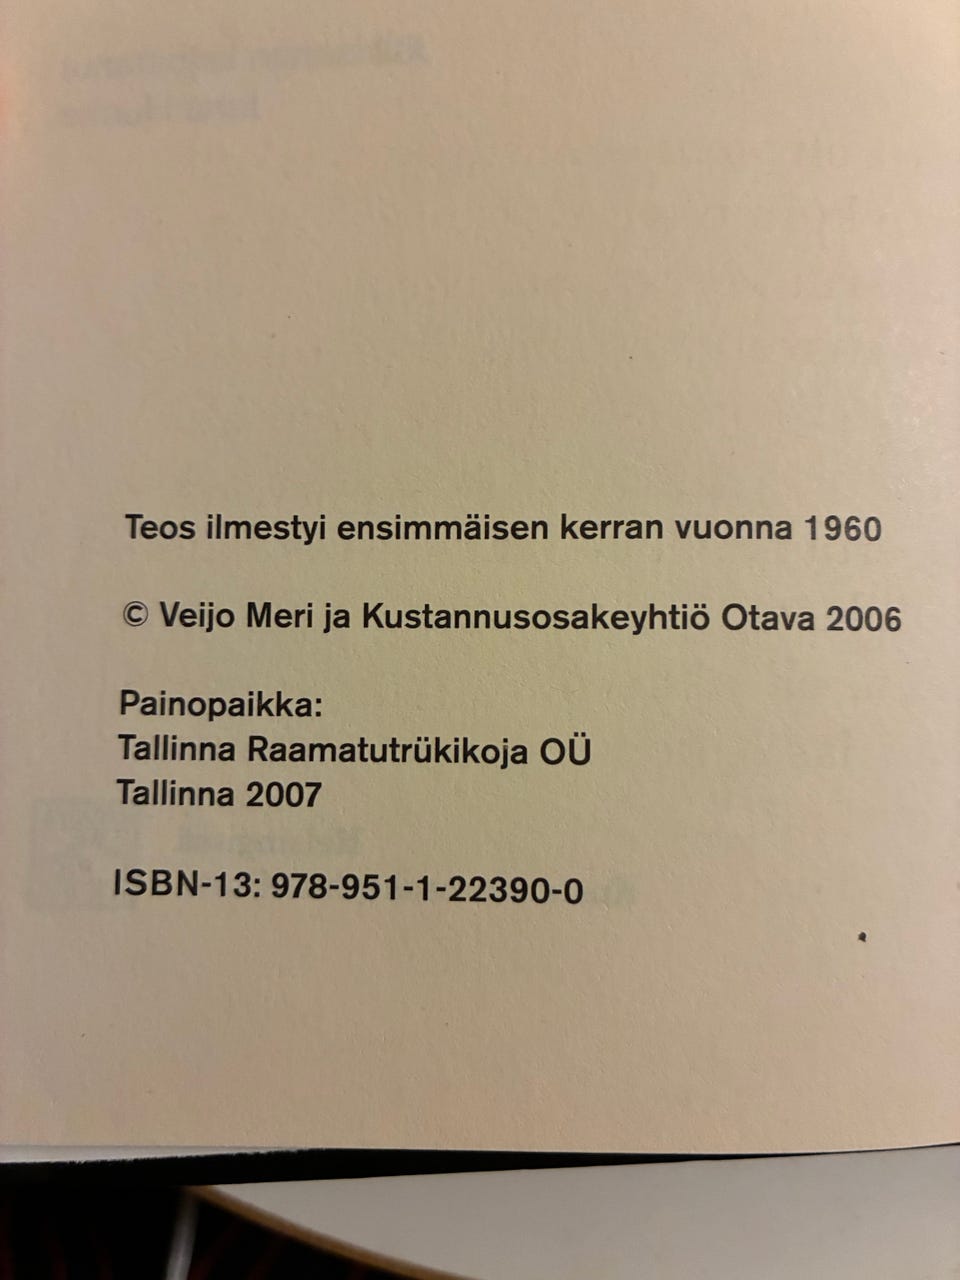 Teos ilmestyi ensimmäisen kerran vuonna 1960
© Veijo Meri ja Kustannusosakeyhtiö Otava 2006
Painopaikka:
Tallinna Raamatutrükikoja OÜ
Tallinna 2007
ISBN-13: 978-951-1-22390-0